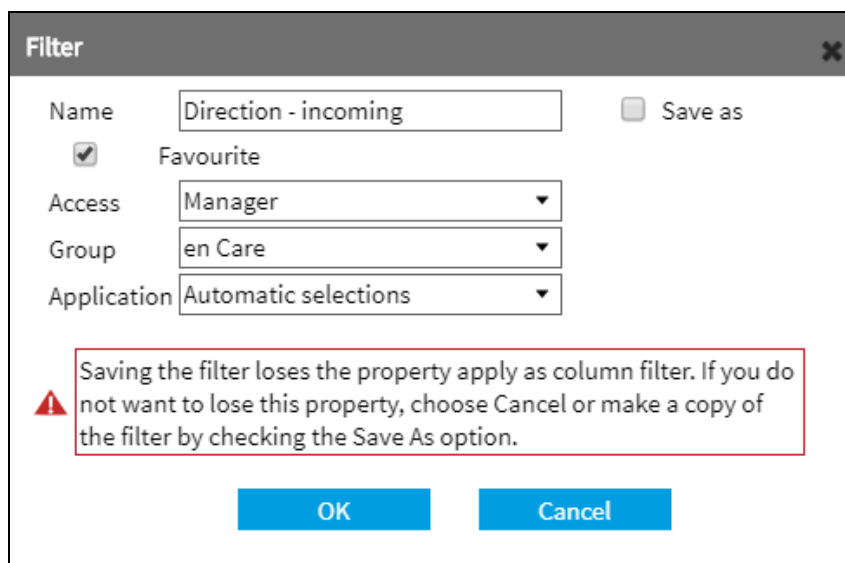 Filter
Name Direction - incoming Save as
Favourite
Access Manager
Group en Care
Application Automatic selections
Saving the filter loses the property apply as column filter. If you do
not want to lose this property, choose Cancel or make a copy of
the filter by checking the Save As option.
OK Cancel